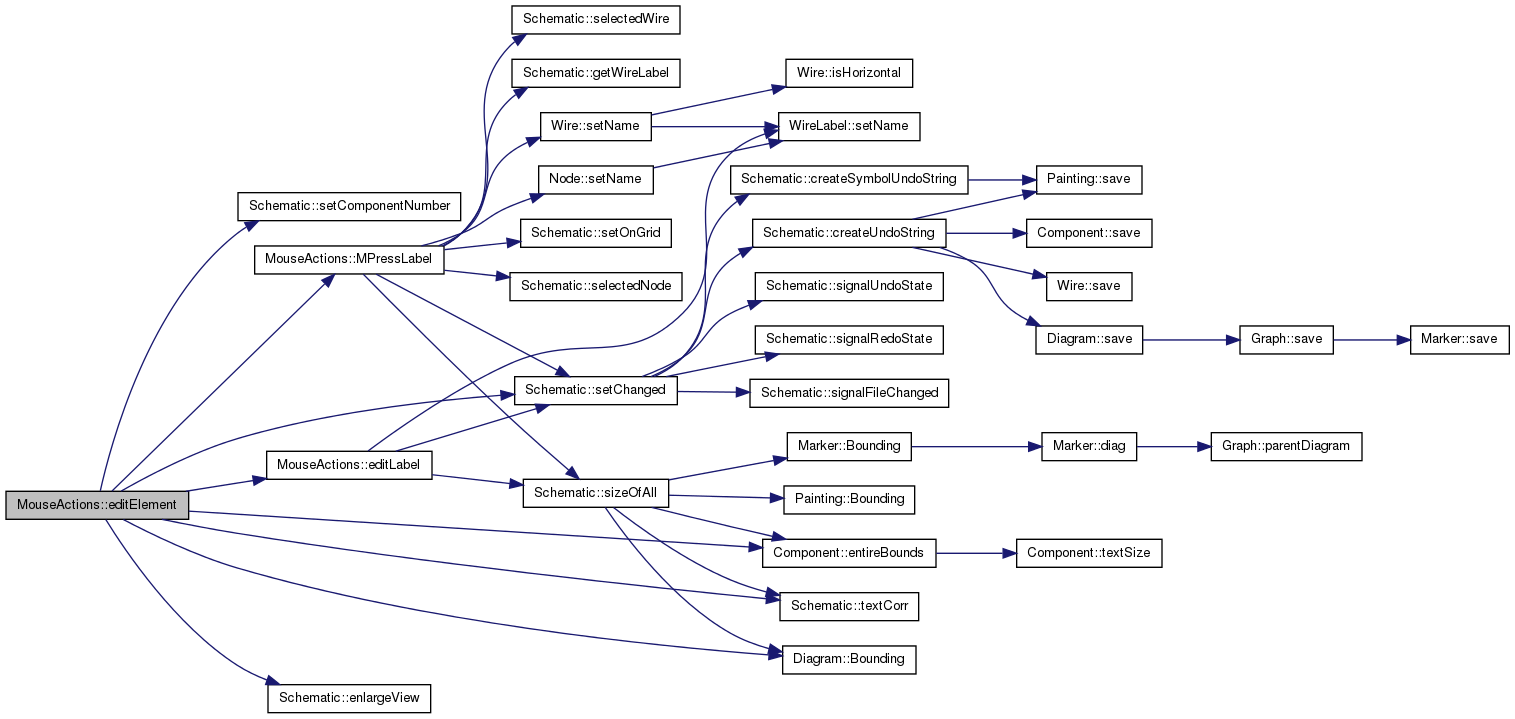 Schematic::selectedWire
Schematic::getWireLabel
Wire::isHorizontal
Wire::setName
WireLabel::setName
Node::setName
Schematic::createSymbolUndoString
Painting::save
Schematic::setComponentNumber
Schematic::setOnGrid
Schematic::createUndoString
Component::save
MouseActions::MPressLabel
Schematic::selectedNode
Schematic::signalUndoState
Wire::save
Schematic::signalRedoState
Diagram::save
Graph::save
Marker::save
Schematic::setChanged
Schematic::signalFileChanged
MouseActions::editLabel
Marker::Bounding
Marker::diag
Graph::parentDiagram
MouseActions::editElement
Schematic::sizeOfAll
Painting::Bounding
Component::entireBounds
Component::textSize
Schematic::textCorr
Diagram::Bounding
Schematic::enlargeView